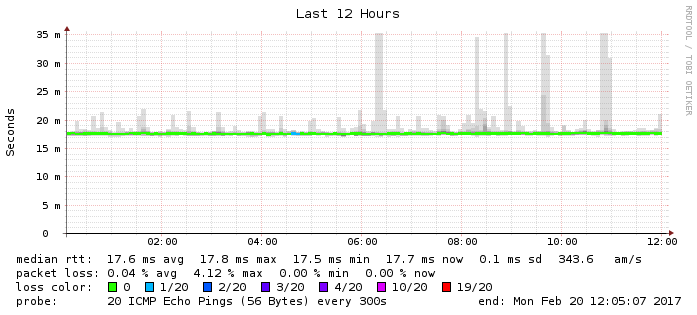 Last 12 Hours
RRDTOOL / TOBI OETIKER
Seconds
35 m
30 m
25 m
20 m
15 m
10 m
5 m
0
02:00 04:00 06:00 08:00 10:00 12:00
median rtt: 17.6 ms avg 17.8 ms max 17.5 ms min 17.7 ms now 0.1 ms sd 343.6 am/s
packet loss: 0.04 % avg 4.12 % max 0.00 % min 0.00 % now
loss color: 0 1/20 2/20 3/20 4/20 10/20 19/20
probe: 20 ICMP Echo Pings (56 Bytes) every 300s end: Mon Feb 20 12:05:07 2017